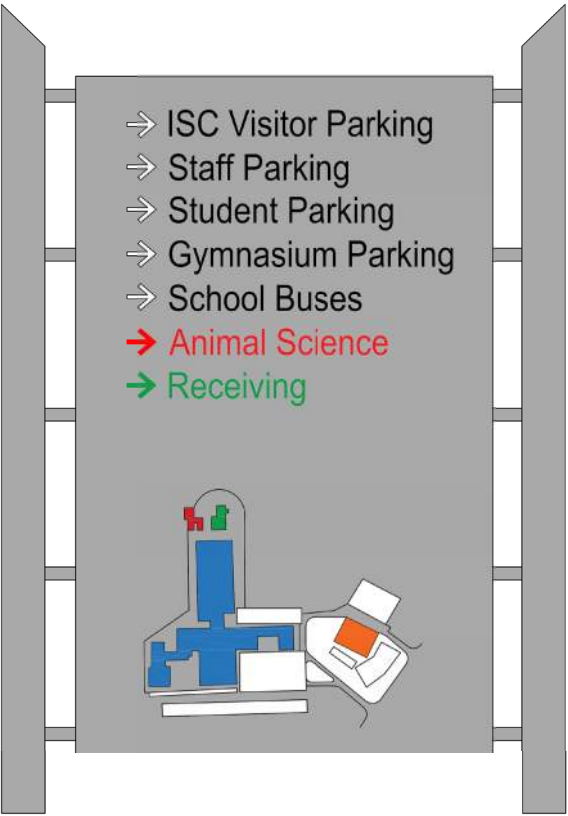 ISC Visitor Parking
Staff Parking
Student Parking
Gymnasium Parking
School Buses
Animal Science
Receiving